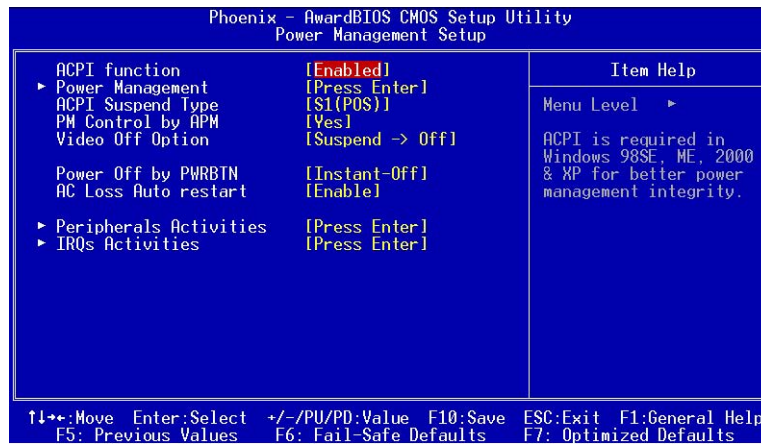 Phoenix - AwardBIOS CMOS Setup Utility
Power Management Setup
ACPI function [Enabled]
► Power Management [Press Enter]
ACPI Suspend Type [S1(POS)]
PM Control by APM [Yes]
Video Off Option [Suspend -> Off]
Power Off by PWRBTN [Instant-Off]
AC Loss Auto restart [Enable]
► Peripherals Activities [Press Enter]
► IRQs Activities [Press Enter]
Item Help
Menu Level ►
ACPI is required in
Windows 98SE, ME, 2000
& XP for better power
management integrity.
↑↓→←:Move Enter:Select +/-/PU/PD:Value F10:Save ESC:Exit F1:General Help
F5: Previous Values F6: Fail-Safe Defaults F7: Optimized Defaults